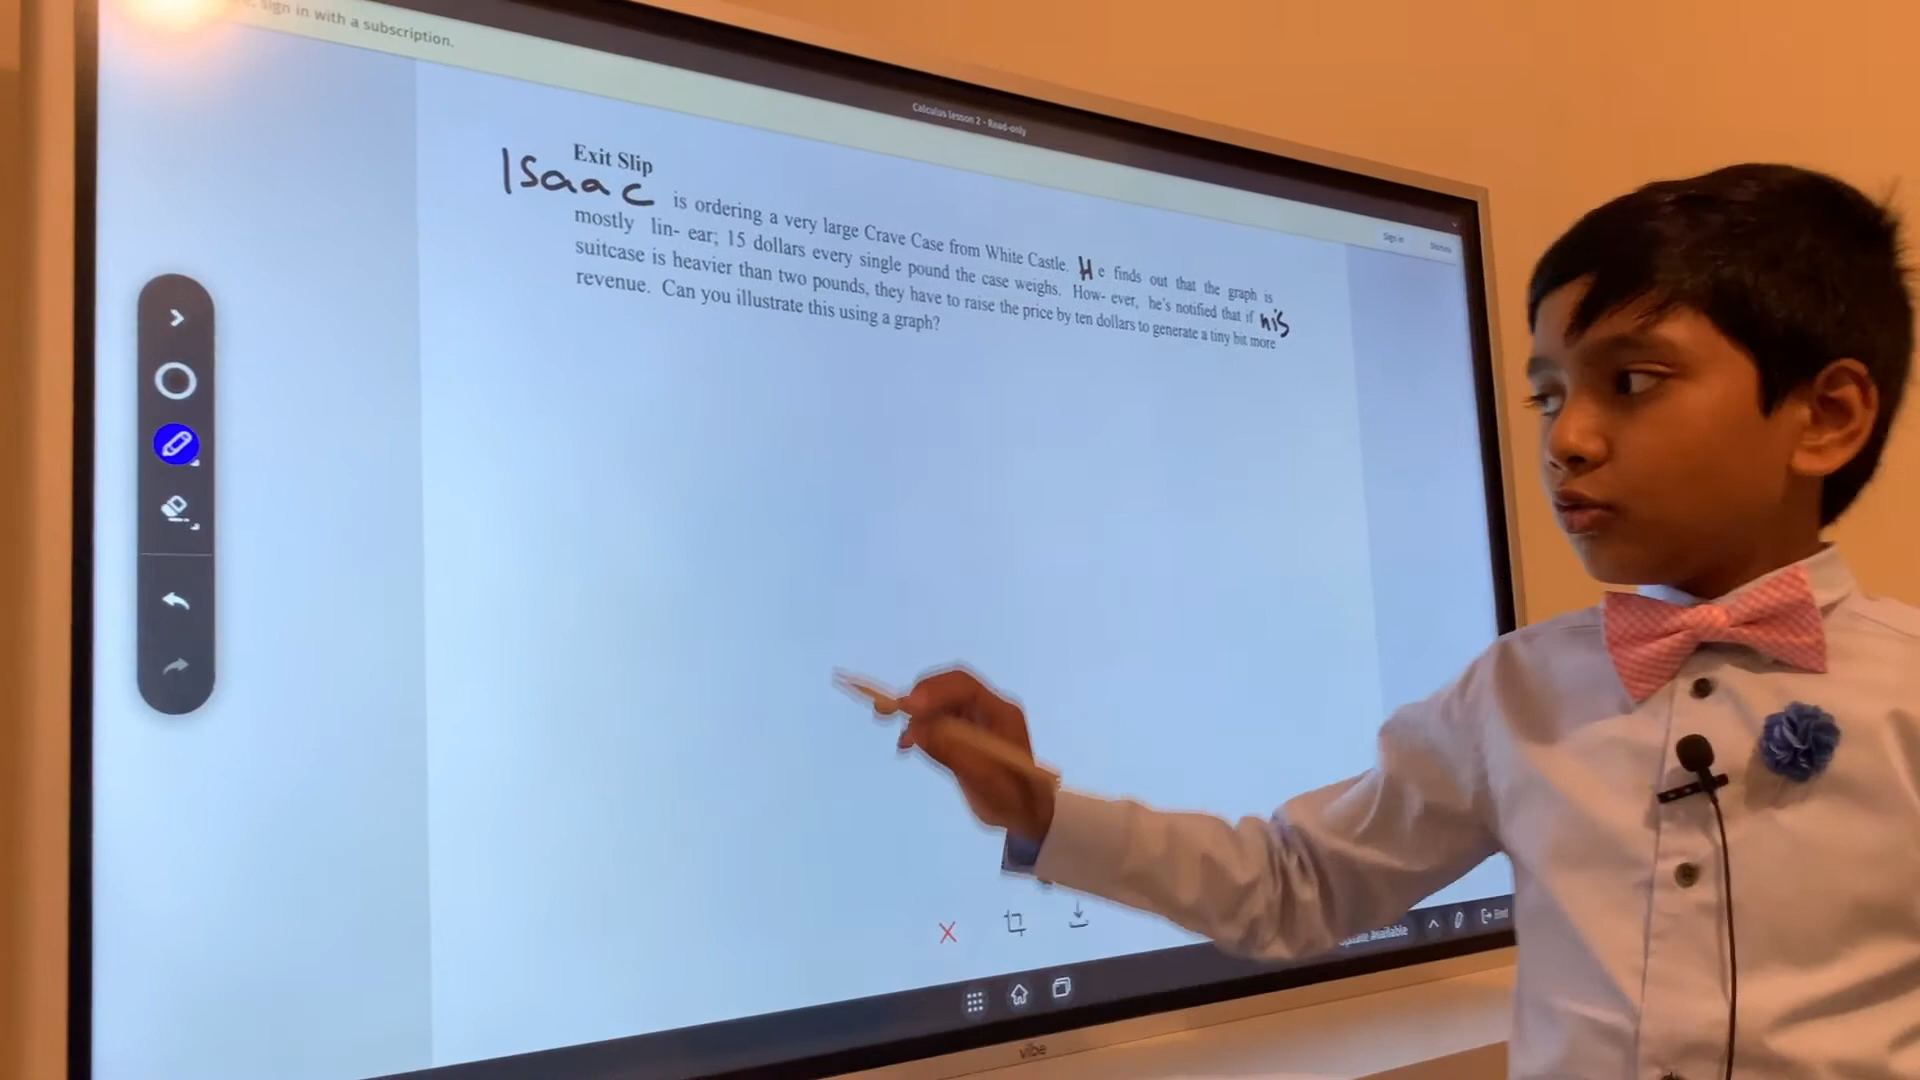 sign in with a subscription.
Calculus lesson 2 - Read-only
Sign in
Exit Slip
Isaac is ordering a very large Crave Case from White Castle. He finds out that the graph is
mostly lin- ear; 15 dollars every single pound the case weighs. How- ever, he's notified that if his
suitcase is heavier than two pounds, they have to raise the price by ten dollars to generate a tiny bit more
revenue. Can you illustrate this using a graph?
Update available
End
vibe